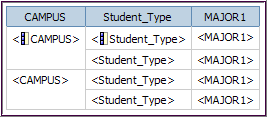 CAMPUS Student_Type MAJOR1
<CAMPUS> <Student_Type> <MAJOR1>
<Student_Type> <MAJOR1>
<CAMPUS> <Student_Type> <MAJOR1>
<Student_Type> <MAJOR1>